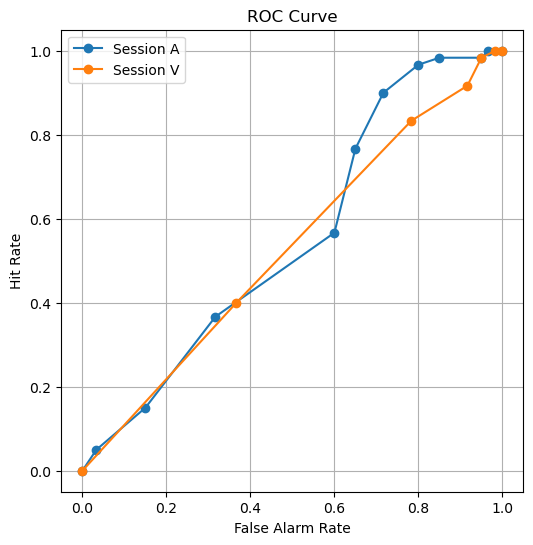 ROC Curve
Session A
Session V
1.0
0.8
0.6
0.4
0.2
0.0
Hit Rate
0.0 0.2 0.4 0.6 0.8 1.0
False Alarm Rate